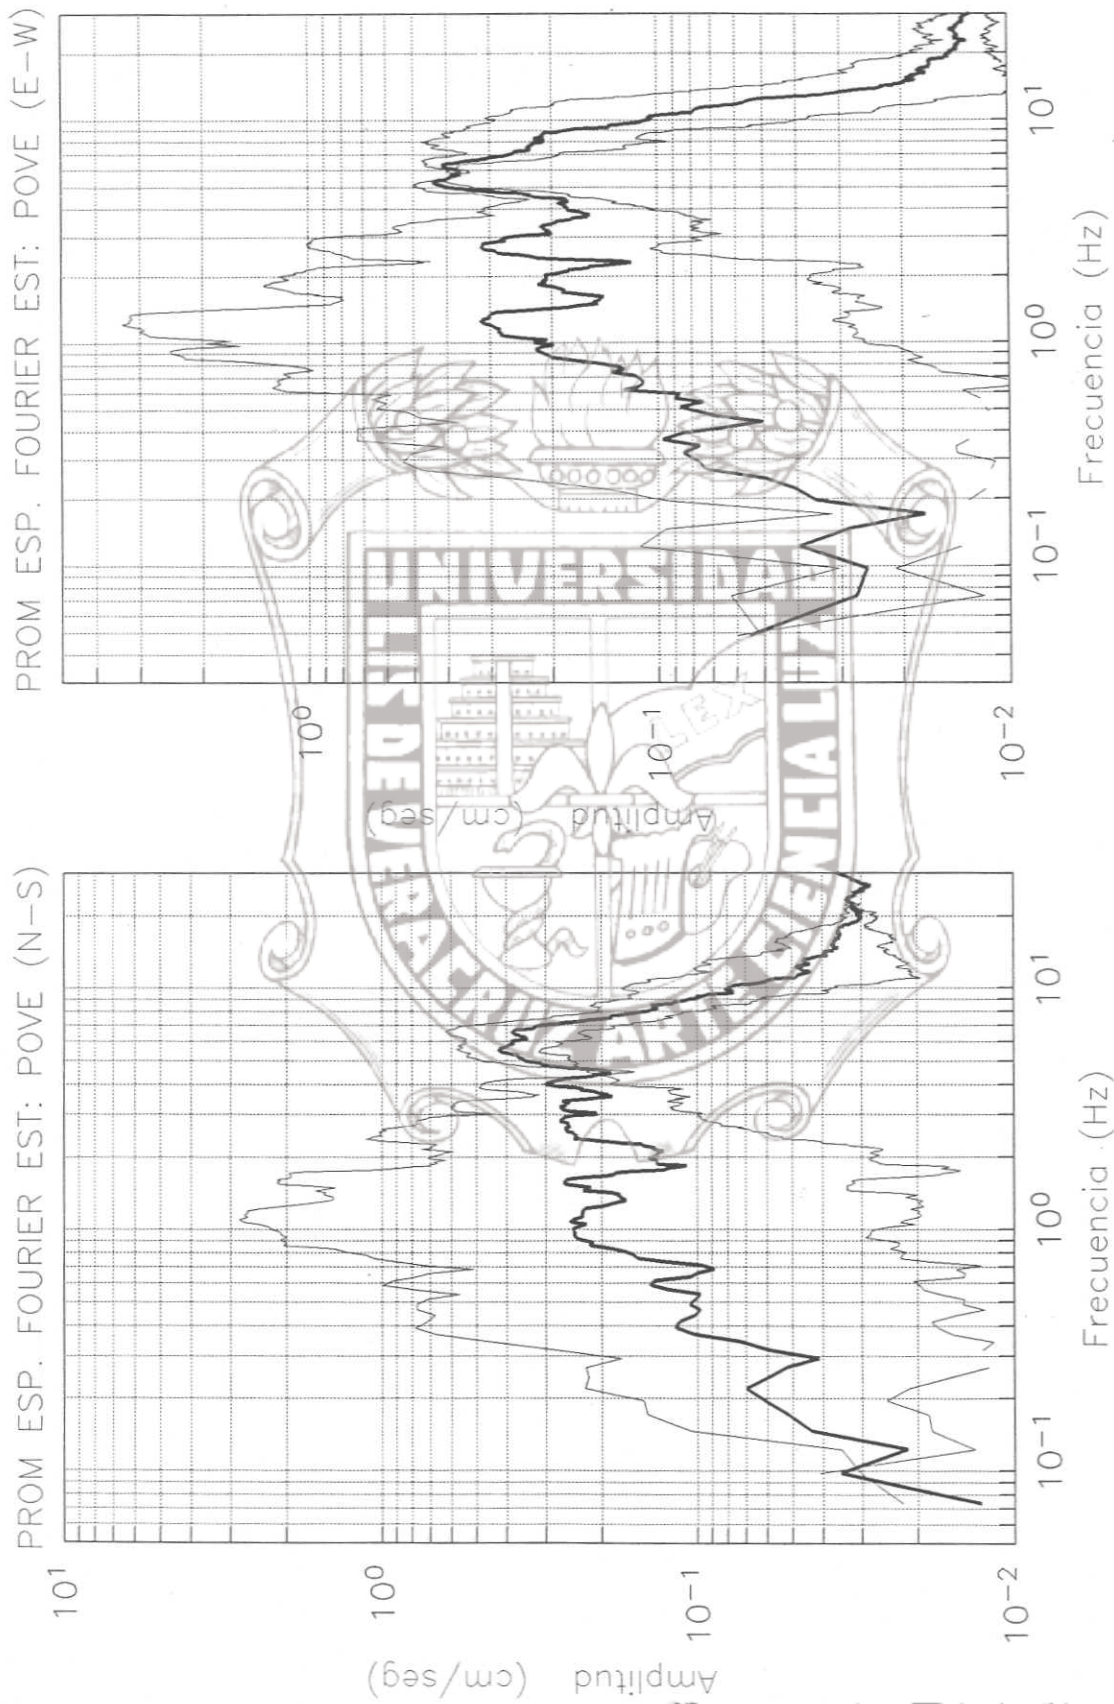 PROM ESP. FOURIER EST: POVE (N-S)
10¹
10⁰
10⁻¹
10⁻²
Amplitud (cm/seg)
10⁻¹
10⁰
10¹
Frecuencia (Hz)
PROM ESP. FOURIER EST: POVE (E-W)
10⁰
10⁻¹
10⁻²
Amplitud (cm/seg)
10⁻¹
10⁰
10¹
Frecuencia (Hz)
UNIVERSIDAD
LEX